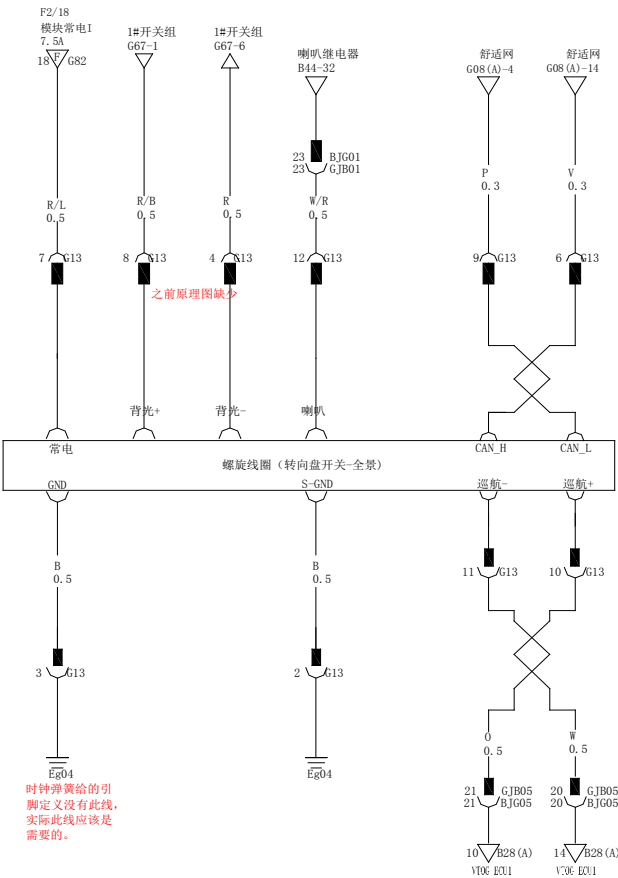 F2/18
模块常电I
7.5A
18 F G82
1#开关组
G67-1
1#开关组
G67-6
喇叭继电器
B44-32
舒适网
G08(A)-4
舒适网
G08(A)-14
23 BJG01
23 GJB01
P
0.3
V
0.3
R/L
0.5
R/B
0.5
R
0.5
W/R
0.5
7 G13
8 G13
4 G13
12 G13
9 G13
6 G13
之前原理图缺少
背光+
背光-
喇叭
常电
CAN_H
CAN_L
螺旋线圈（转向盘开关-全景）
GND
S-GND
巡航-
巡航+
B
0.5
B
0.5
11 G13
10 G13
3 G13
2 G13
O
0.5
W
0.5
Eg04
Eg04
时钟弹簧给的引
脚定义没有此线,
实际此线应该是
需要的。
21 GJB05
21 BJG05
20 GJB05
20 BJG05
10 B28(A)
VTOG ECU1
14 B28(A)
VTOG ECU1